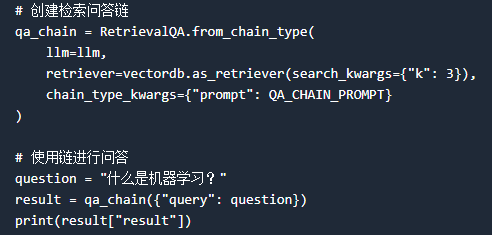 # 创建检索问答链
qa_chain = RetrievalQA.from_chain_type(
    llm=llm,
    retriever=vectordb.as_retriever(search_kwargs={"k": 3}),
    chain_type_kwargs={"prompt": QA_CHAIN_PROMPT}
)

# 使用链进行问答
question = "什么是机器学习？"
result = qa_chain({"query": question})
print(result["result"])